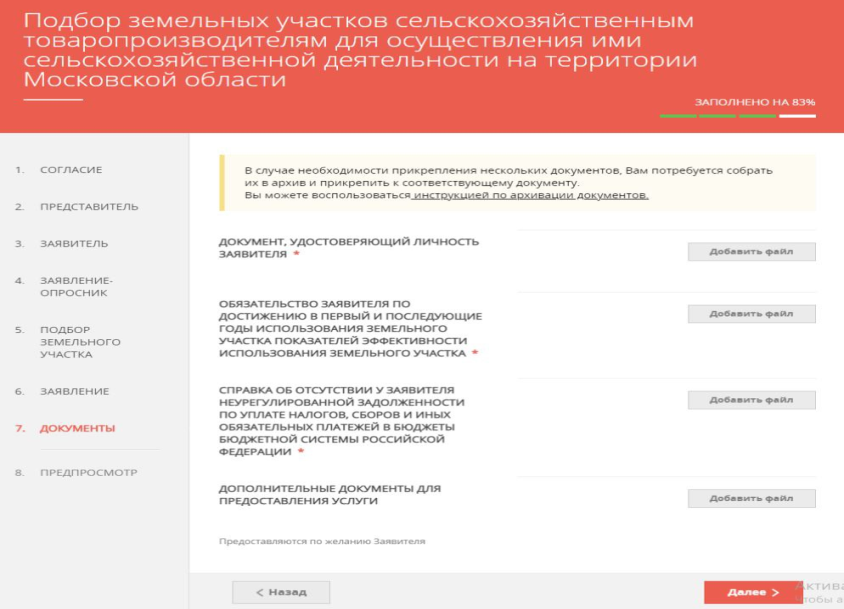 Подбор земельных участков сельскохозяйственным
товаропроизводителям для осуществления ими
сельскохозяйственной деятельности на территории
Московской области
ЗАПОЛНЕНО НА 83%
1. СОГЛАСИЕ
2. ПРЕДСТАВИТЕЛЬ
3. ЗАЯВИТЕЛЬ
4. ЗАЯВЛЕНИЕ-
ОПРОСНИК
5. ПОДБОР
ЗЕМЕЛЬНОГО
УЧАСТКА
6. ЗАЯВЛЕНИЕ
7. ДОКУМЕНТЫ
8. ПРЕДПРОСМОТР
В случае необходимости прикрепления нескольких документов, Вам потребуется собрать
их в архив и прикрепить к соответствующему документу.
Вы можете воспользоваться инструкцией по архивации документов.
ДОКУМЕНТ, УДОСТОВЕРЯЮЩИЙ ЛИЧНОСТЬ
ЗАЯВИТЕЛЯ *
Добавить файл
ОБЯЗАТЕЛЬСТВО ЗАЯВИТЕЛЯ ПО
ДОСТИЖЕНИЮ В ПЕРВЫЙ И ПОСЛЕДУЮЩИЕ
ГОДЫ ИСПОЛЬЗОВАНИЯ ЗЕМЕЛЬНОГО
УЧАСТКА ПОКАЗАТЕЛЕЙ ЭФФЕКТИВНОСТИ
ИСПОЛЬЗОВАНИЯ ЗЕМЕЛЬНОГО УЧАСТКА *
Добавить файл
СПРАВКА ОБ ОТСУТСТВИИ У ЗАЯВИТЕЛЯ
НЕУРЕГУЛИРОВАННОЙ ЗАДОЛЖЕННОСТИ
ПО УПЛАТЕ НАЛОГОВ, СБОРОВ И ИНЫХ
ОБЯЗАТЕЛЬНЫХ ПЛАТЕЖЕЙ В БЮДЖЕТЫ
БЮДЖЕТНОЙ СИСТЕМЫ РОССИЙСКОЙ
ФЕДЕРАЦИИ *
Добавить файл
ДОПОЛНИТЕЛЬНЫЕ ДОКУМЕНТЫ ДЛЯ
ПРЕДОСТАВЛЕНИЯ УСЛУГИ
Добавить файл
Предоставляются по желанию Заявителя
< Назад
Далее >